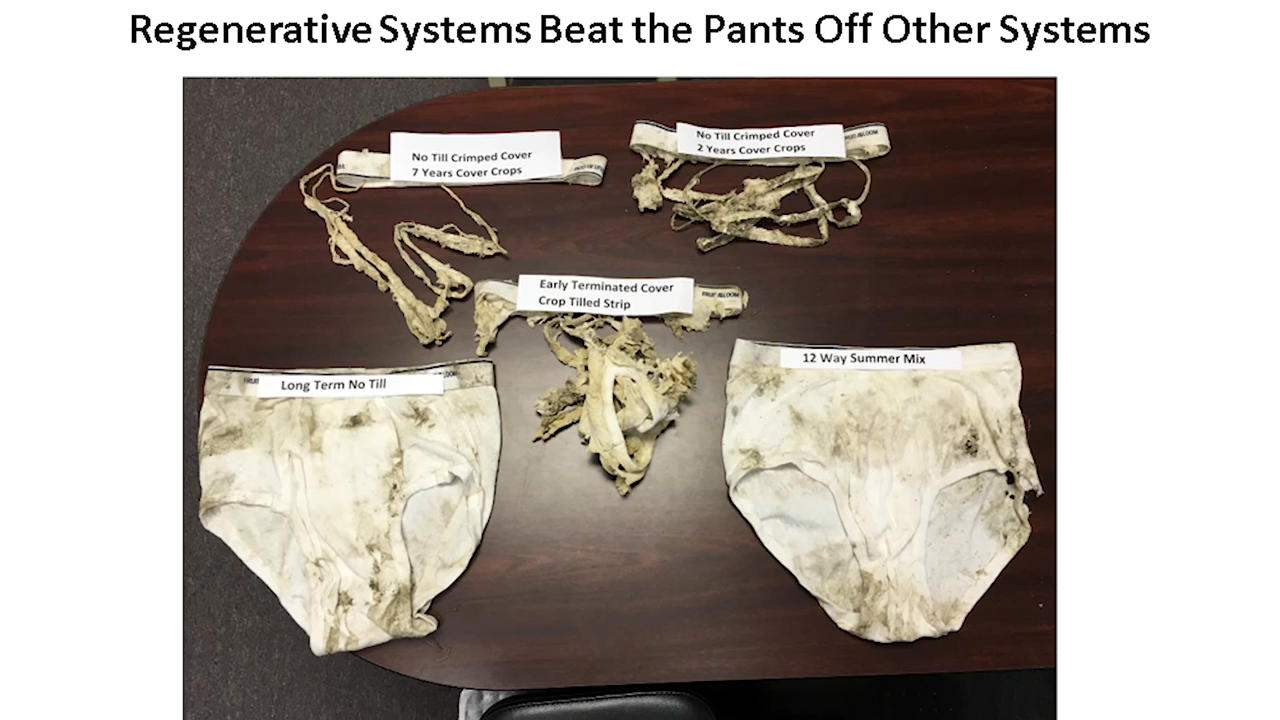 Regenerative Systems Beat the Pants Off Other Systems
No Till Crimped Cover
7 Years Cover Crops
No Till Crimped Cover
2 Years Cover Crops
Early Terminated Cover
Crop Tilled Strip
Long Term No Till
12 Way Summer Mix